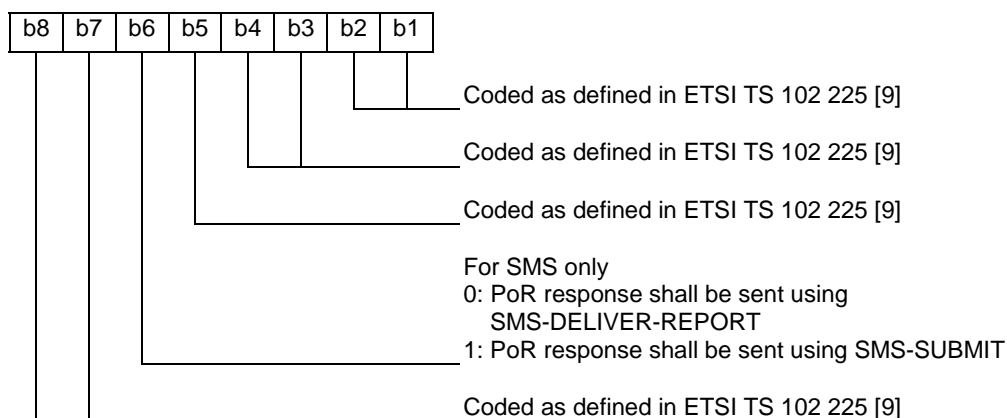 b8 b7 b6 b5 b4 b3 b2 b1
Coded as defined in ETSI TS 102 225 [9]
Coded as defined in ETSI TS 102 225 [9]
Coded as defined in ETSI TS 102 225 [9]
For SMS only
0: PoR response shall be sent using
SMS-DELIVER-REPORT
1: PoR response shall be sent using SMS-SUBMIT
Coded as defined in ETSI TS 102 225 [9]